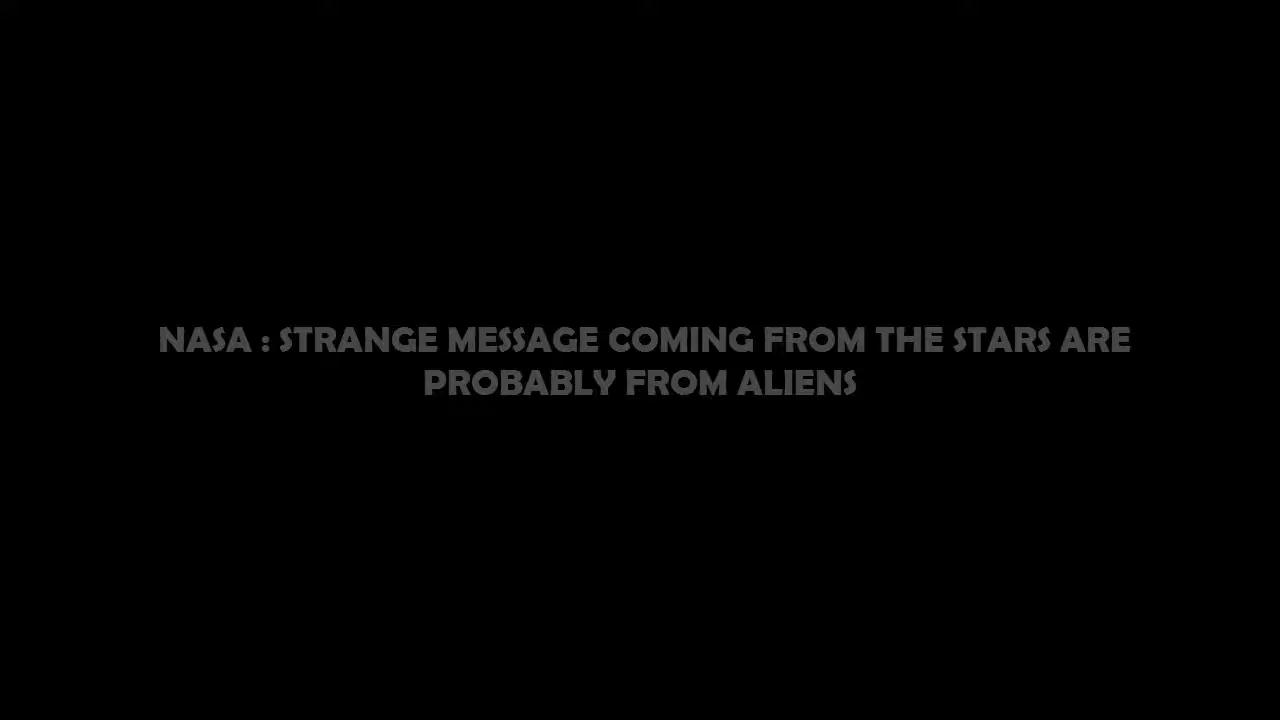 NASA : STRANGE MESSAGE COMING FROM THE STARS ARE
PROBABLY FROM ALIENS